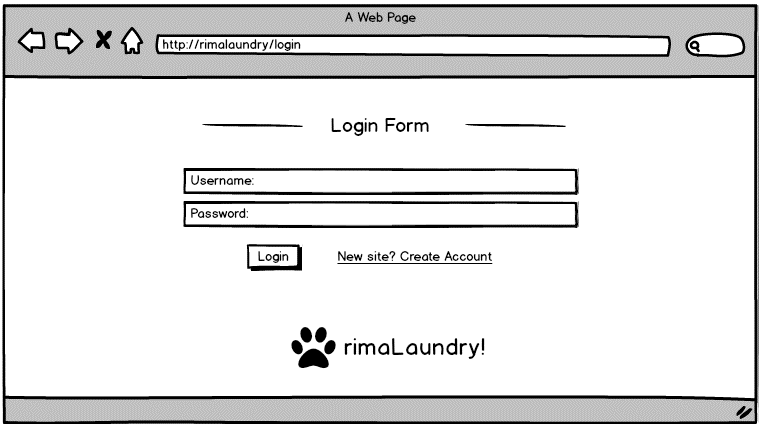 A Web Page
http://rimalaundry/login
Login Form
Username:
Password:
Login
New site? Create Account
rimaLaundry!